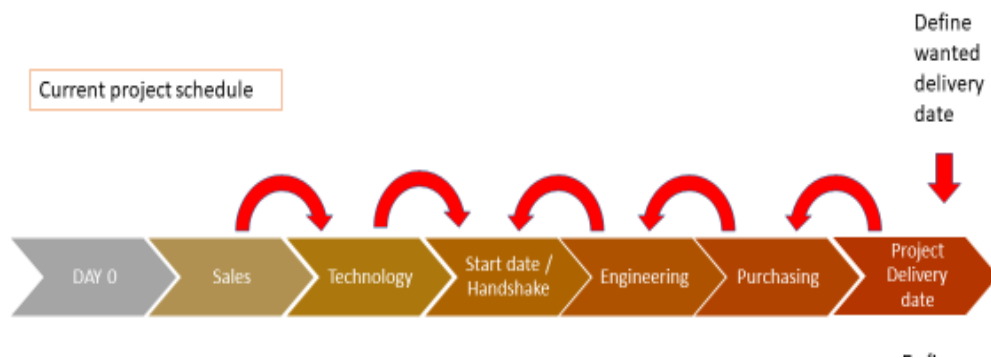 Define
wanted
delivery
date
Current project schedule
DAY 0
Sales
Technology
Start date /
Handshake
Engineering
Purchasing
Project
Delivery
date